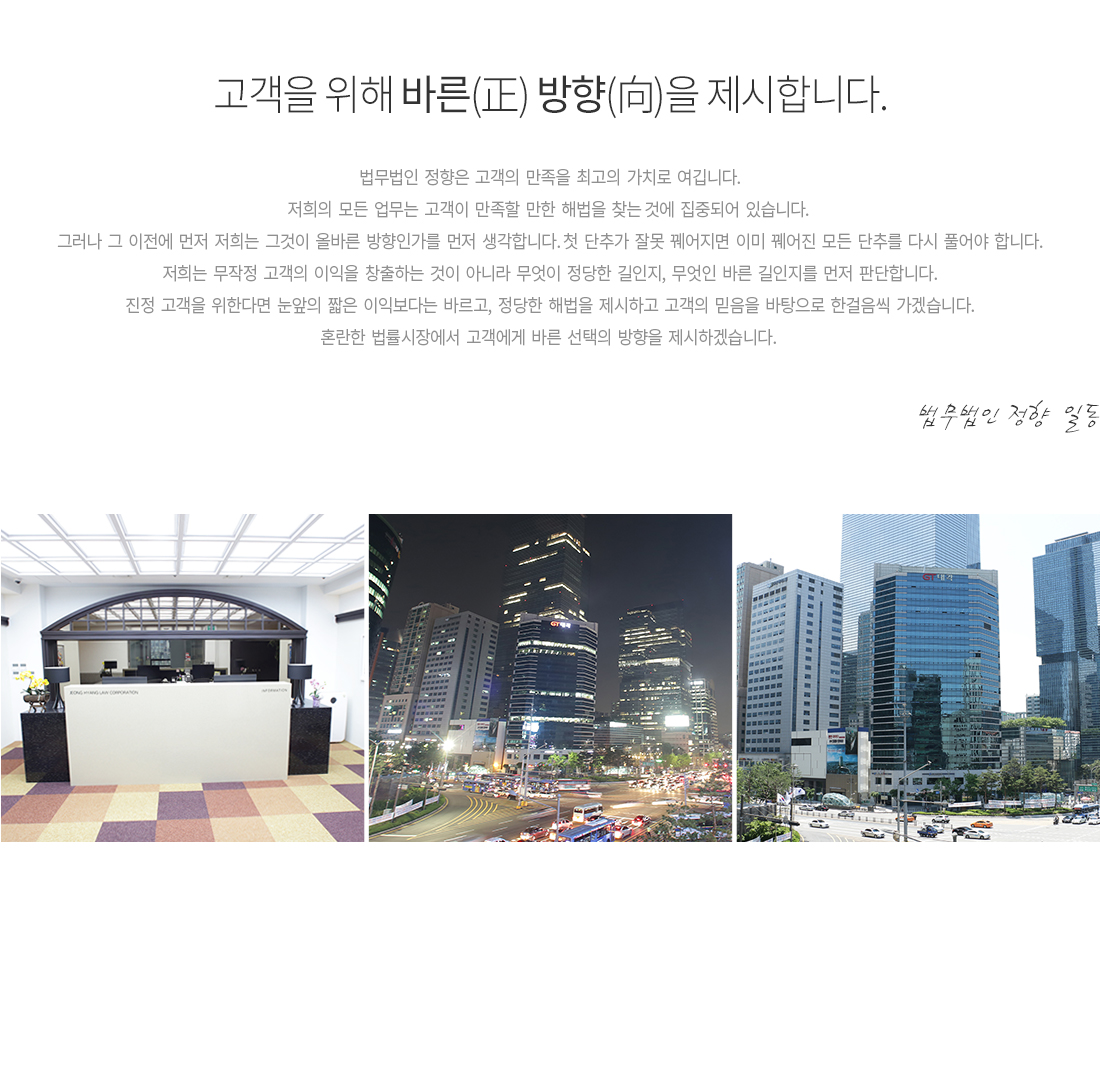 고객을 위해 바른(正) 방향(向)을 제시합니다.
법무법인 정향은 고객의 만족을 최고의 가치로 여깁니다.
저희의 모든 업무는 고객이 만족할 만한 해법을 찾는것에 집중되어 있습니다.
그러나 그 이전에 먼저 저희는 그것이 올바른 방향인가를 먼저 생각합니다.첫 단추가 잘못 꿰어지면 이미 꿰어진 모든 단추를 다시 풀어야 합니다.
저희는 무작정 고객의 이익을 창출하는 것이 아니라 무엇이 정당한 길인지, 무엇인 바른 길인지를 먼저 판단합니다.
진정 고객을 위한다면 눈앞의 짧은 이익보다는 바르고, 정당한 해법을 제시하고 고객의 믿음을 바탕으로 한걸음씩 가겠습니다.
혼란한 법률시장에서 고객에게 바른 선택의 방향을 제시하겠습니다.
법무법인 정향 일동
JEONG HYANG LAW CORPORATION
INFORMATION
GT대각
GT대각